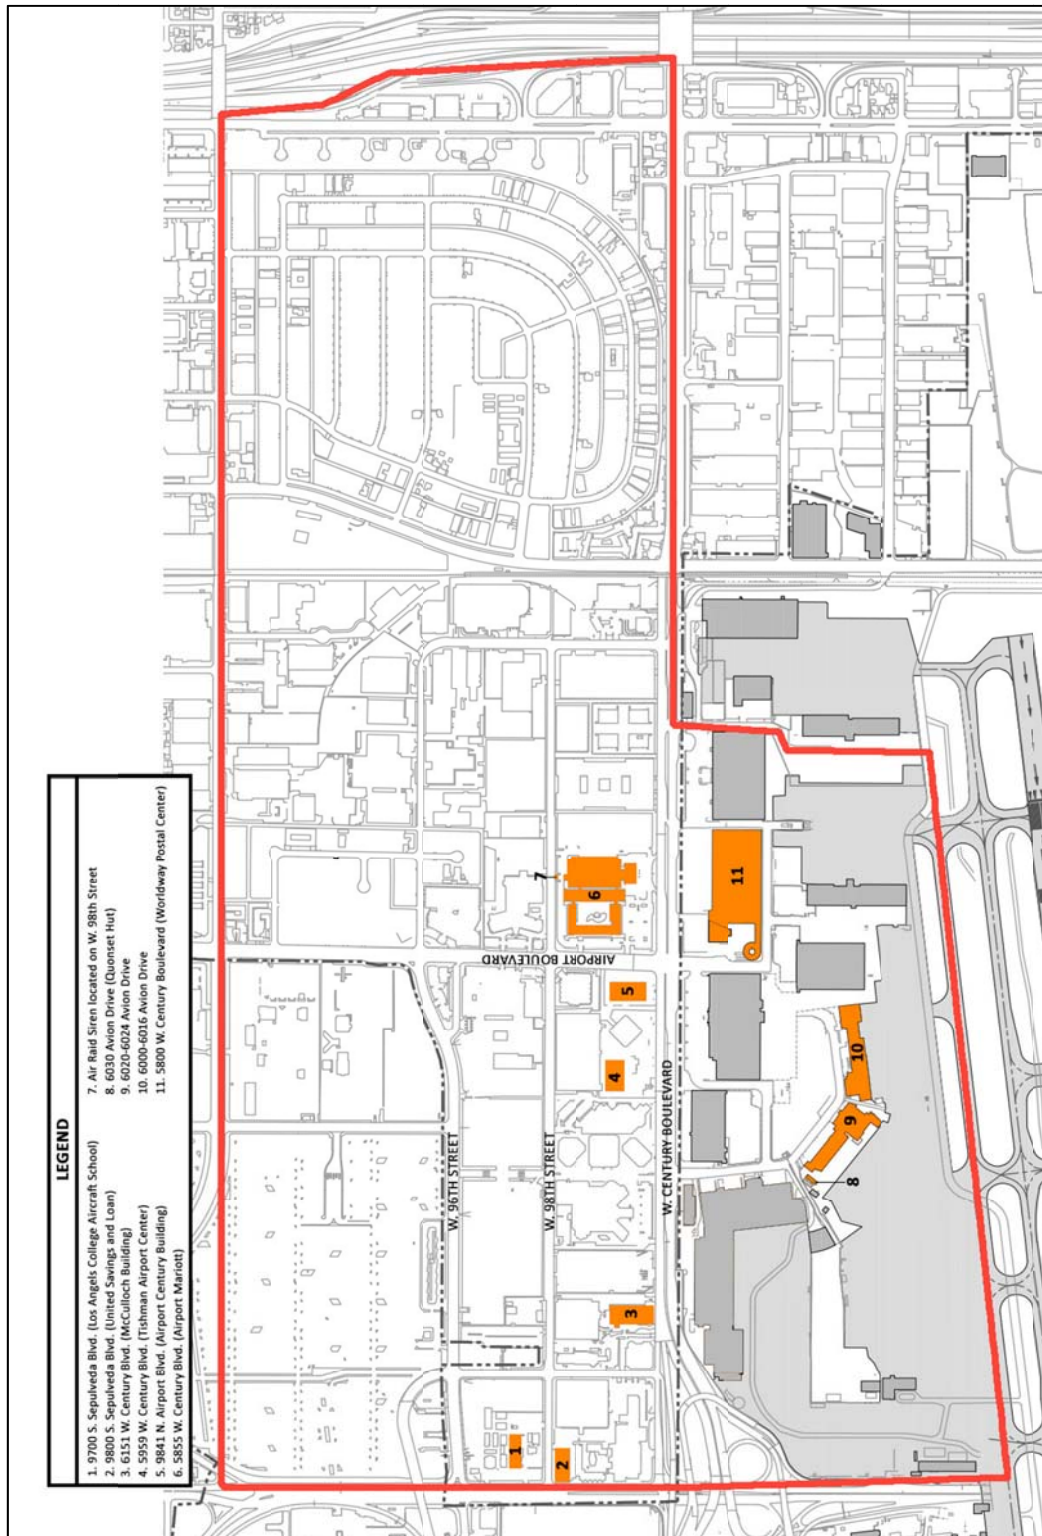 LEGEND
1. 9700 S. Sepulveda Blvd. (Los Angels College Aircraft School)
2. 9800 S. Sepulveda Blvd. (United Savings and Loan)
3. 6151 W. Century Blvd. (McCulloch Building)
4. 5959 W. Century Blvd. (Tishman Airport Center)
5. 9841 N. Airport Blvd. (Airport Century Building)
6. 5855 W. Century Blvd. (Airport Mariott)
7. Air Raid Siren located on W. 98th Street
8. 6030 Avion Drive (Quonset Hut)
9. 6020-6024 Avion Drive
10. 6000-6016 Avion Drive
11. 5800 W. Century Boulevard (Worldway Postal Center)
W. 96TH STREET
W. 98TH STREET
W. CENTURY BOULEVARD
AIRPORT BOULEVARD
1
2
3
4
5
6
7
8
9
10
11